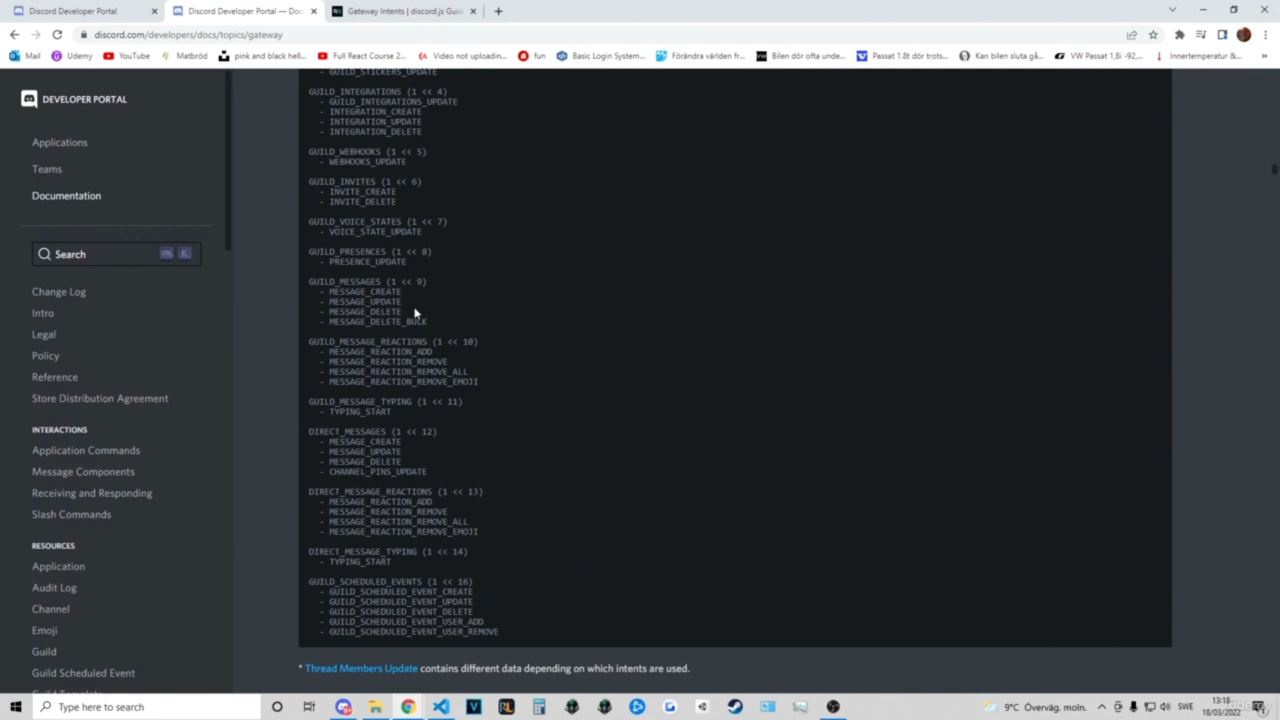 Discord Developer Portal
Discord Developer Portal — Doc
Gateway Intents | discord.js Guid
discord.com/developers/docs/topics/gateway
Mail
Udemy
YouTube
Matbröd
pink and black hell...
Full React Course 2...
Video not uploadin...
fun
Basic Login System...
Förändra världen fr...
Bilen dör ofta unde...
Passat 1.8t dör trots...
Kan bilen sluta gå...
VW Passat 1,8i -92,...
Innertemperatur &...
DEVELOPER PORTAL
Applications
Teams
Documentation
Search
K
Change Log
Intro
Legal
Policy
Reference
Store Distribution Agreement
INTERACTIONS
Application Commands
Message Components
Receiving and Responding
Slash Commands
RESOURCES
Application
Audit Log
Channel
Emoji
Guild
Guild Scheduled Event
Guild Template
- GUILD_STICKERS_UPDATE
GUILD_INTEGRATIONS (1 << 4)
- GUILD_INTEGRATIONS_UPDATE
- INTEGRATION_CREATE
- INTEGRATION_UPDATE
- INTEGRATION_DELETE
GUILD_WEBHOOKS (1 << 5)
- WEBHOOKS_UPDATE
GUILD_INVITES (1 << 6)
- INVITE_CREATE
- INVITE_DELETE
GUILD_VOICE_STATES (1 << 7)
- VOICE_STATE_UPDATE
GUILD_PRESENCES (1 << 8)
- PRESENCE_UPDATE
GUILD_MESSAGES (1 << 9)
- MESSAGE_CREATE
- MESSAGE_UPDATE
- MESSAGE_DELETE
- MESSAGE_DELETE_BULK
GUILD_MESSAGE_REACTIONS (1 << 10)
- MESSAGE_REACTION_ADD
- MESSAGE_REACTION_REMOVE
- MESSAGE_REACTION_REMOVE_ALL
- MESSAGE_REACTION_REMOVE_EMOJI
GUILD_MESSAGE_TYPING (1 << 11)
- TYPING_START
DIRECT_MESSAGES (1 << 12)
- MESSAGE_CREATE
- MESSAGE_UPDATE
- MESSAGE_DELETE
- CHANNEL_PINS_UPDATE
DIRECT_MESSAGE_REACTIONS (1 << 13)
- MESSAGE_REACTION_ADD
- MESSAGE_REACTION_REMOVE
- MESSAGE_REACTION_REMOVE_ALL
- MESSAGE_REACTION_REMOVE_EMOJI
DIRECT_MESSAGE_TYPING (1 << 14)
- TYPING_START
GUILD_SCHEDULED_EVENTS (1 << 16)
- GUILD_SCHEDULED_EVENT_CREATE
- GUILD_SCHEDULED_EVENT_UPDATE
- GUILD_SCHEDULED_EVENT_DELETE
- GUILD_SCHEDULED_EVENT_USER_ADD
- GUILD_SCHEDULED_EVENT_USER_REMOVE
* Thread Members Update contains different data depending on which intents are used.
Type here to search
9°C Överväg. moln.
SWE
13:18
18/03/2022